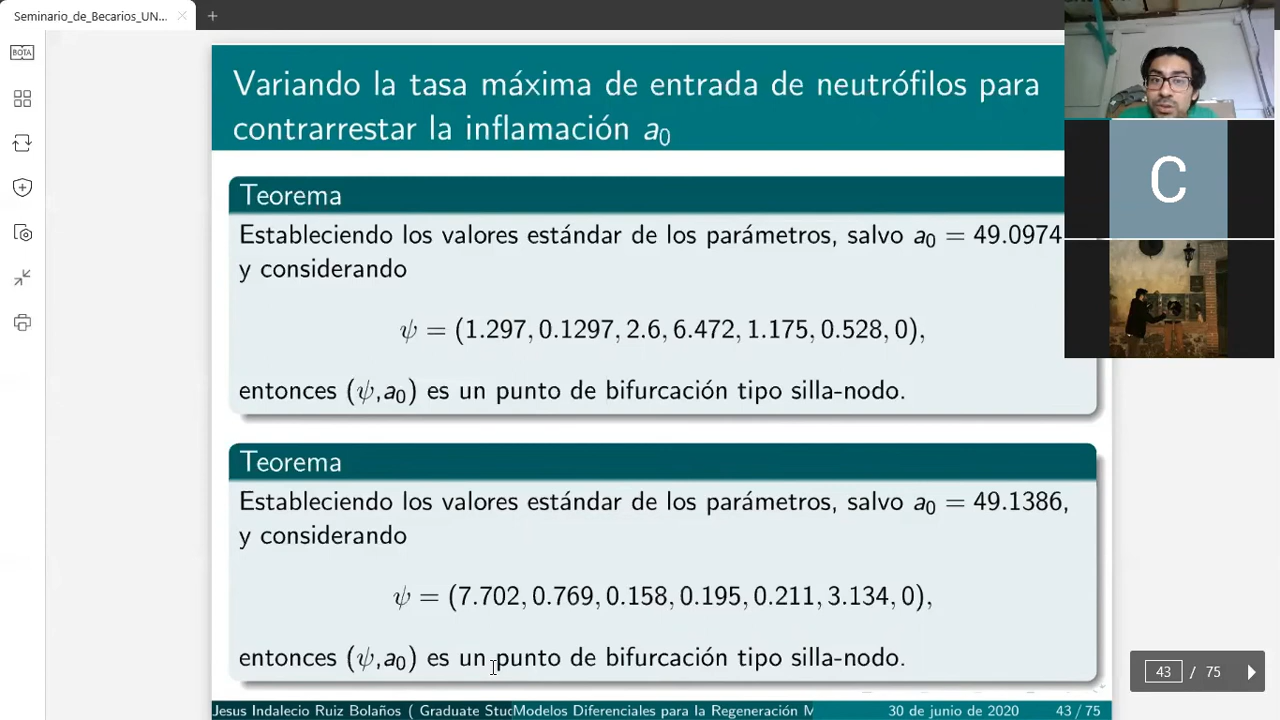 Seminario_de_Becarios_UN...
BOTA
Variando la tasa máxima de entrada de neutrófilos para
contrarrestar la inflamación a₀
Teorema
Estableciendo los valores estándar de los parámetros, salvo a₀ = 49.0974
y considerando
ψ = (1.297, 0.1297, 2.6, 6.472, 1.175, 0.528, 0),
entonces (ψ,a₀) es un punto de bifurcación tipo silla-nodo.
Teorema
Estableciendo los valores estándar de los parámetros, salvo a₀ = 49.1386,
y considerando
ψ = (7.702, 0.769, 0.158, 0.195, 0.211, 3.134, 0),
entonces (ψ,a₀) es un punto de bifurcación tipo silla-nodo.
Jesus Indalecio Ruiz Bolaños ( Graduate Stud Modelos Diferenciales para la Regeneración M 30 de junio de 2020 43 / 75
C
43 / 75